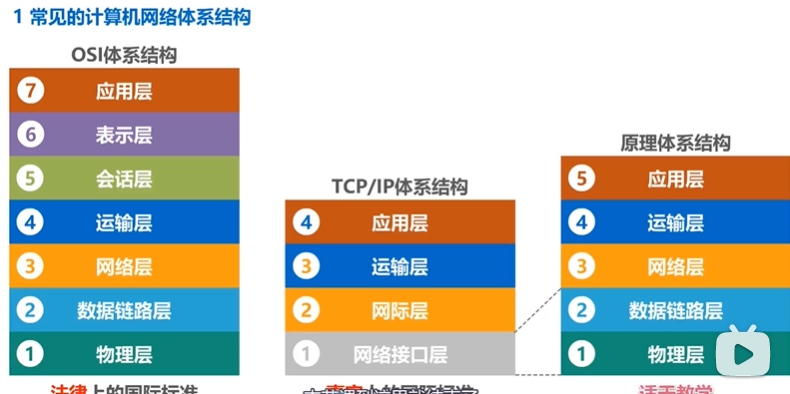 1 常见的计算机网络体系结构
OSI体系结构
7 应用层
6 表示层
5 会话层
4 运输层
3 网络层
2 数据链路层
1 物理层
法律上的国际标准
TCP/IP体系结构
4 应用层
3 运输层
2 网际层
1 网络接口层
上的国际标准
原理体系结构
5 应用层
4 运输层
3 网络层
2 数据链路层
1 物理层
适于教学